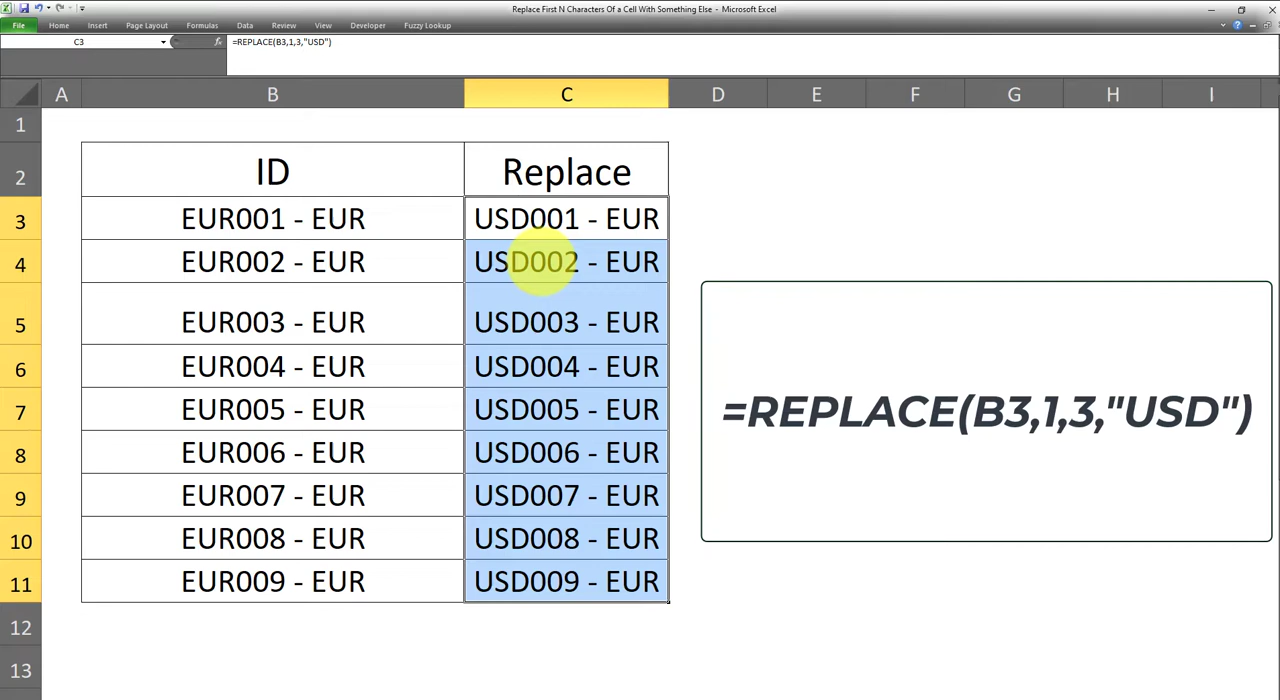 Replace First N Characters Of a Cell With Something Else - Microsoft Excel
File Home Insert Page Layout Formulas Data Review View Developer Fuzzy Lookup
C3 fx =REPLACE(B3,1,3,"USD")
A B C D E F G H I
1
2 ID Replace
3 EUR001 - EUR USD001 - EUR
4 EUR002 - EUR USD002 - EUR
5 EUR003 - EUR USD003 - EUR
6 EUR004 - EUR USD004 - EUR
=REPLACE(B3,1,3,"USD")
7 EUR005 - EUR USD005 - EUR
8 EUR006 - EUR USD006 - EUR
9 EUR007 - EUR USD007 - EUR
10 EUR008 - EUR USD008 - EUR
11 EUR009 - EUR USD009 - EUR
12
13